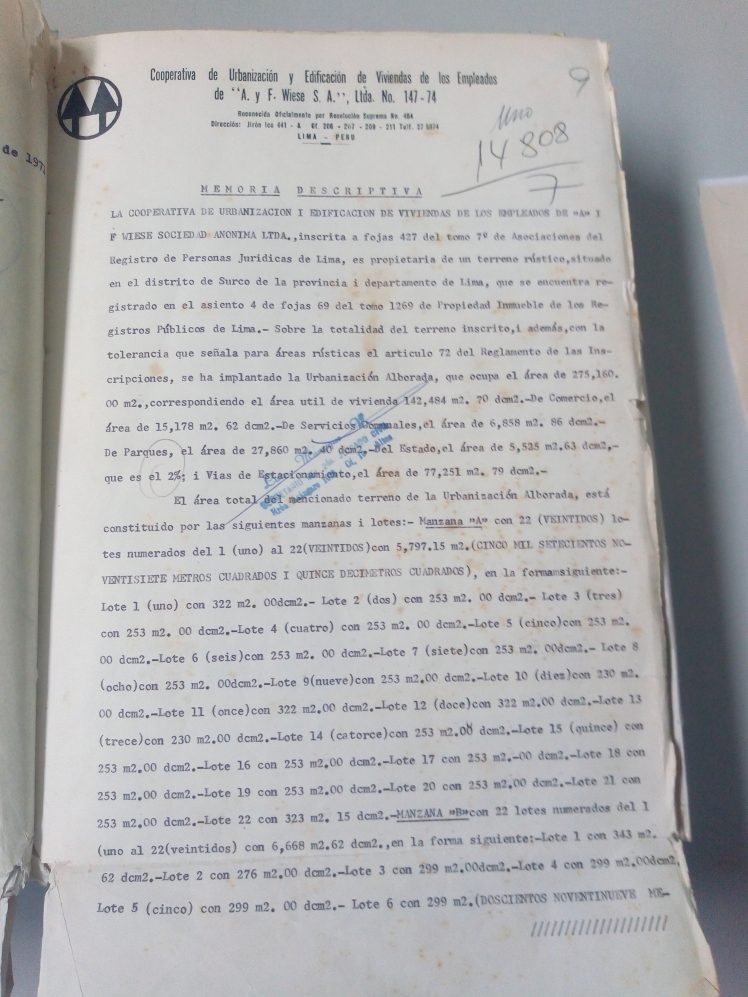 Cooperativa de Urbanización y Edificación de Viviendas de los Empleados
de "A. y F. Wiese S. A.", Ltda. No. 147-74
Reconocida Oficialmente por Resolución Suprema No. 484
Dirección: Jirón Ica 441 - A Of. 206 - 207 - 209 - 211 Telf. 27 5874
LIMA - PERU
9
uno
14808
7
de 197
MEMORIA DESCRIPTIVA
LA COOPERATIVA DE URBANIZACION I EDIFICACION DE VIVIENDAS DE LOS EMPLEADOS DE "A" I
F WIESE SOCIEDAD ANONIMA LTDA., inscrita a fojas 427 del tomo 7º de Asociaciones del
Registro de Personas Juridicas de Lima, es propietaria de un terreno rústico, situado
en el distrito de Surco de la provincia i departamento de Lima, que se encuentra re-
gistrado en el asiento 4 de fojas 69 del tomo 1269 de Propiedad Inmueble de los Re-
gistros Públicos de Lima.- Sobre la totalidad del terreno inscrito, i además, con la
tolerancia que señala para áreas rústicas el articulo 72 del Reglamento de las Ins-
cripciones, se ha implantado la Urbanización Alborada, que ocupa el área de 275,160.
00 m2., correspondiendo el área util de vivienda 142,484 m2. 70 dcm2.-De Comercio, el
área de 15,178 m2. 62 dcm2.-De Servicios Comunales, el área de 6,858 m2. 86 dcm2.-
De Parques, el área de 27,860 m2. 40 dcm2.-Del Estado, el área de 5,525 m2.63 dcm2,-
que es el 2%; i Vias de Estacionamiento, el área de 77,251 m2. 79 dcm2.-
El área total del mencionado terreno de la Urbanización Alborada, está
constituido por las siguientes manzanas i lotes:- Manzana "A" con 22 (VEINTIDOS) lo-
tes numerados del 1 (uno) al 22(VEINTIDOS)con 5,797.15 m2.(CINCO MIL SETECIENTOS NO-
VENTISIETE METROS CUADRADOS I QUINCE DECIMETROS CUADRADOS), en la formamsiguiente:-
Lote 1 (uno) con 322 m2. 00dcm2.- Lote 2 (dos) con 253 m2. 00 dcm2.- Lote 3 (tres)
con 253 m2. 00 dcm2.-Lote 4 (cuatro) con 253 m2. 00 dcm2.- Lote 5 (cinco)con 253 m2.
00 dcm2.-Lote 6 (seis)con 253 m2. 00 dcm2.-Lote 7 (siete)con 253 m2. 00dcm2.- Lote 8
(ocho)con 253 m2. 00dcm2.- Lote 9(nueve)con 253 m2.00 dcm2.-Lote 10 (diez)con 230 m2.
00 dcm2.-Lote 11 (once)con 322 m2.00 dcm2.-Lote 12 (doce)con 322 m2.00 dcm2.-Lote 13
(trece)con 230 m2.00 dcm2.-Lote 14 (catorce)con 253 m2.00 dcm2.-Lote 15 (quince) con
253 m2.00 dcm2.-Lote 16 con 253 m2.00 dcm2.-Lote 17 con 253 m2.-00 dcm2.-Lote 18 con
253 m2.00 dcm2.-Lote 19 con 253 m2.00 dcm2.-Lote 20 con 253 m2.00 dcm2.-Lote 21 con
253 m2.00 dcm2.-Lote 22 con 323 m2. 15 dcm2.-MANZANA "B"con 22 lotes numerados del 1
(uno al 22(veintidos) con 6,668 m2.62 dcm2., en la forma siguiente:-Lote 1 con 343 m2.
62 dcm2.-Lote 2 con 276 m2.00 dcm2.-Lote 3 con 299 m2.00dcm2.-Lote 4 con 299 m2.00dcm2.
Lote 5 (cinco) con 299 m2. 00 dcm2.- Lote 6 con 299 m2.(DOSCIENTOS NOVENTINUEVE ME-